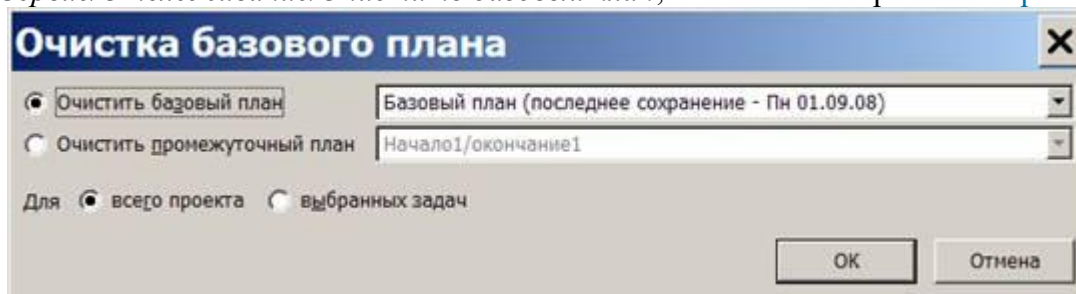 Очистка базового плана
Очистить базовый план Базовый план (последнее сохранение - Пн 01.09.08)
Очистить промежуточный план Начало1/окончание1
Для всего проекта выбранных задач
ОК Отмена